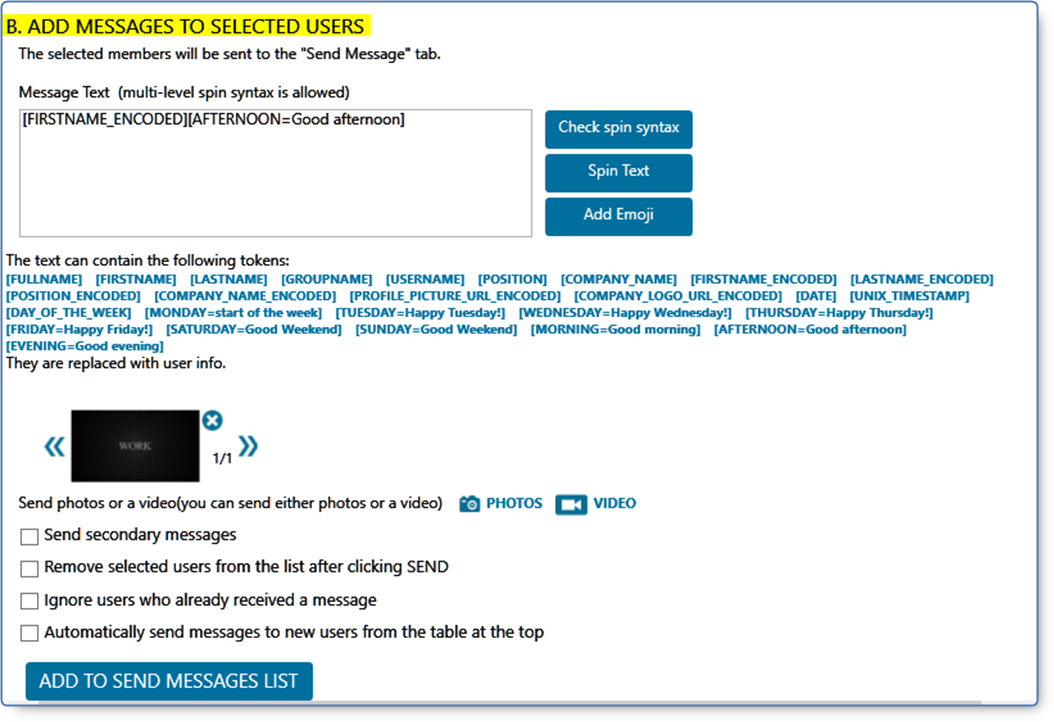 B. ADD MESSAGES TO SELECTED USERS
The selected members will be sent to the "Send Message" tab.
Message Text (multi-level spin syntax is allowed)
[FIRSTNAME_ENCODED][AFTERNOON=Good afternoon]
Check spin syntax
Spin Text
Add Emoji
The text can contain the following tokens:
[FULLNAME] [FIRSTNAME] [LASTNAME] [GROUPNAME] [USERNAME] [POSITION] [COMPANY_NAME] [FIRSTNAME_ENCODED] [LASTNAME_ENCODED]
[POSITION_ENCODED] [COMPANY_NAME_ENCODED] [PROFILE_PICTURE_URL_ENCODED] [COMPANY_LOGO_URL_ENCODED] [DATE] [UNIX_TIMESTAMP]
[DAY_OF_THE_WEEK] [MONDAY=start of the week] [TUESDAY=Happy Tuesday!] [WEDNESDAY=Happy Wednesday!] [THURSDAY=Happy Thursday!]
[FRIDAY=Happy Friday!] [SATURDAY=Good Weekend] [SUNDAY=Good Weekend] [MORNING=Good morning] [AFTERNOON=Good afternoon]
[EVENING=Good evening]
They are replaced with user info.
WORK
1/1
Send photos or a video(you can send either photos or a video) PHOTOS VIDEO
Send secondary messages
Remove selected users from the list after clicking SEND
Ignore users who already received a message
Automatically send messages to new users from the table at the top
ADD TO SEND MESSAGES LIST